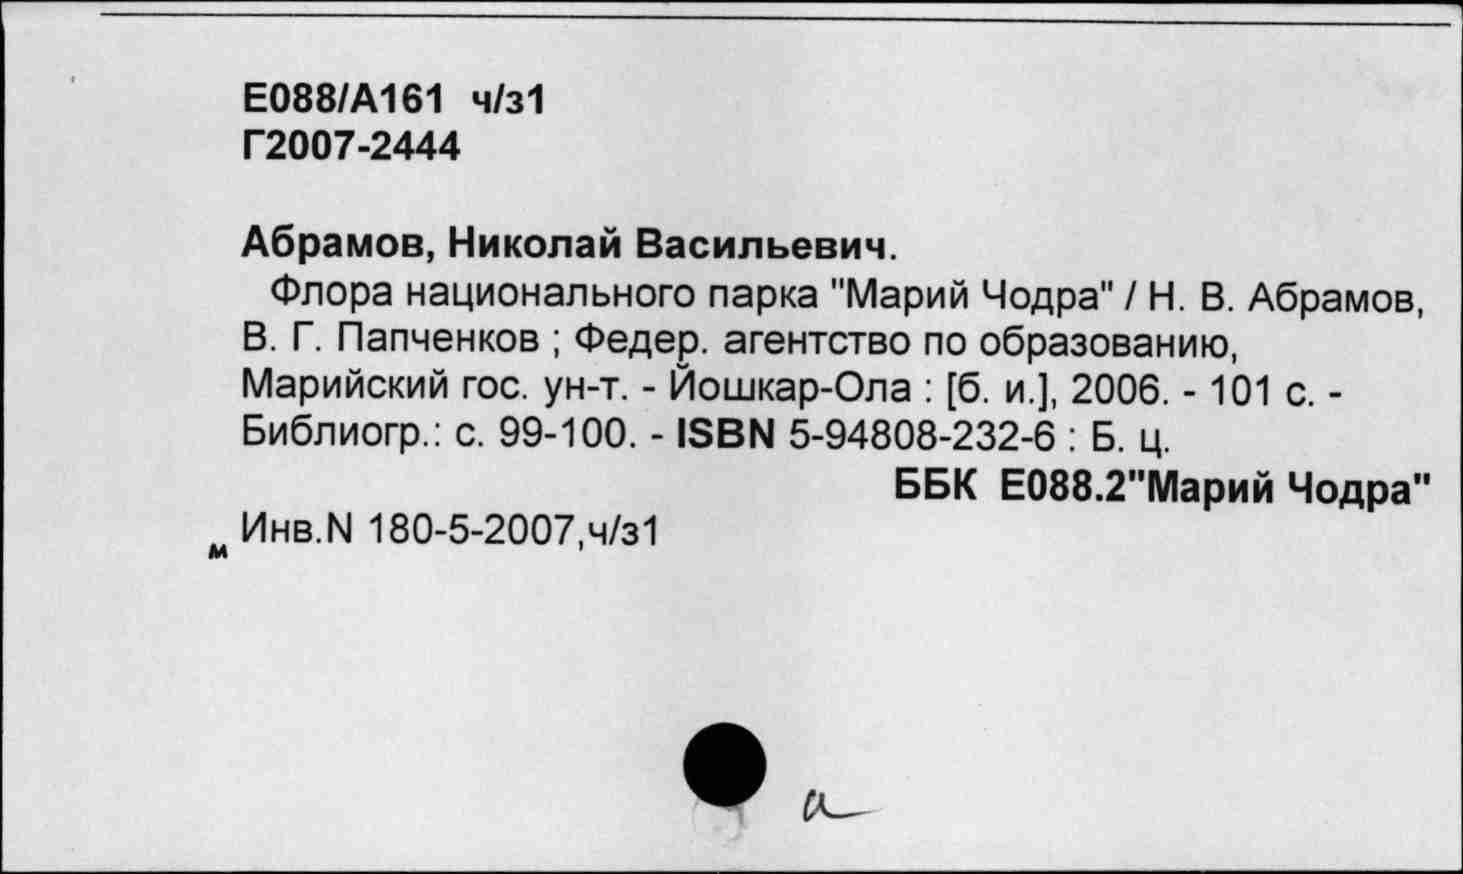 Е088/А161 ч/з1
Г2007-2444
Абрамов, Николай Васильевич.
Флора национального парка "Марий Чодра" / Н. В. Абрамов,
В. Г. Папченков ; Федер. агентство по образованию,
Марийский гос. ун-т. - Йошкар-Ола : [б. и.], 2006. - 101 с. -
Библиогр.: с. 99-100. - ISBN 5-94808-232-6 : Б. ц.
ББК Е088.2"Марий Чодра"
Инв.N 180-5-2007,ч/з1
м